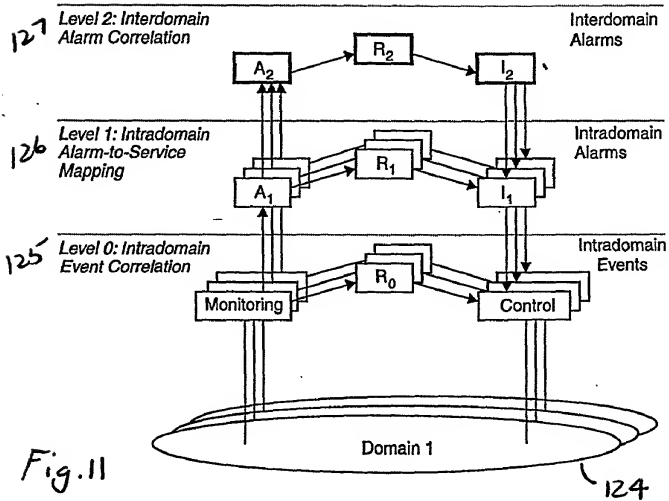 127
Level 2: Interdomain
Alarm Correlation
Interdomain
Alarms
A2
R2
I2
126
Level 1: Intradomain
Alarm-to-Service
Mapping
Intradomain
Alarms
A1
R1
I1
125
Level 0: Intradomain
Event Correlation
Intradomain
Events
Monitoring
R0
Control
Domain 1
Fig.11
124